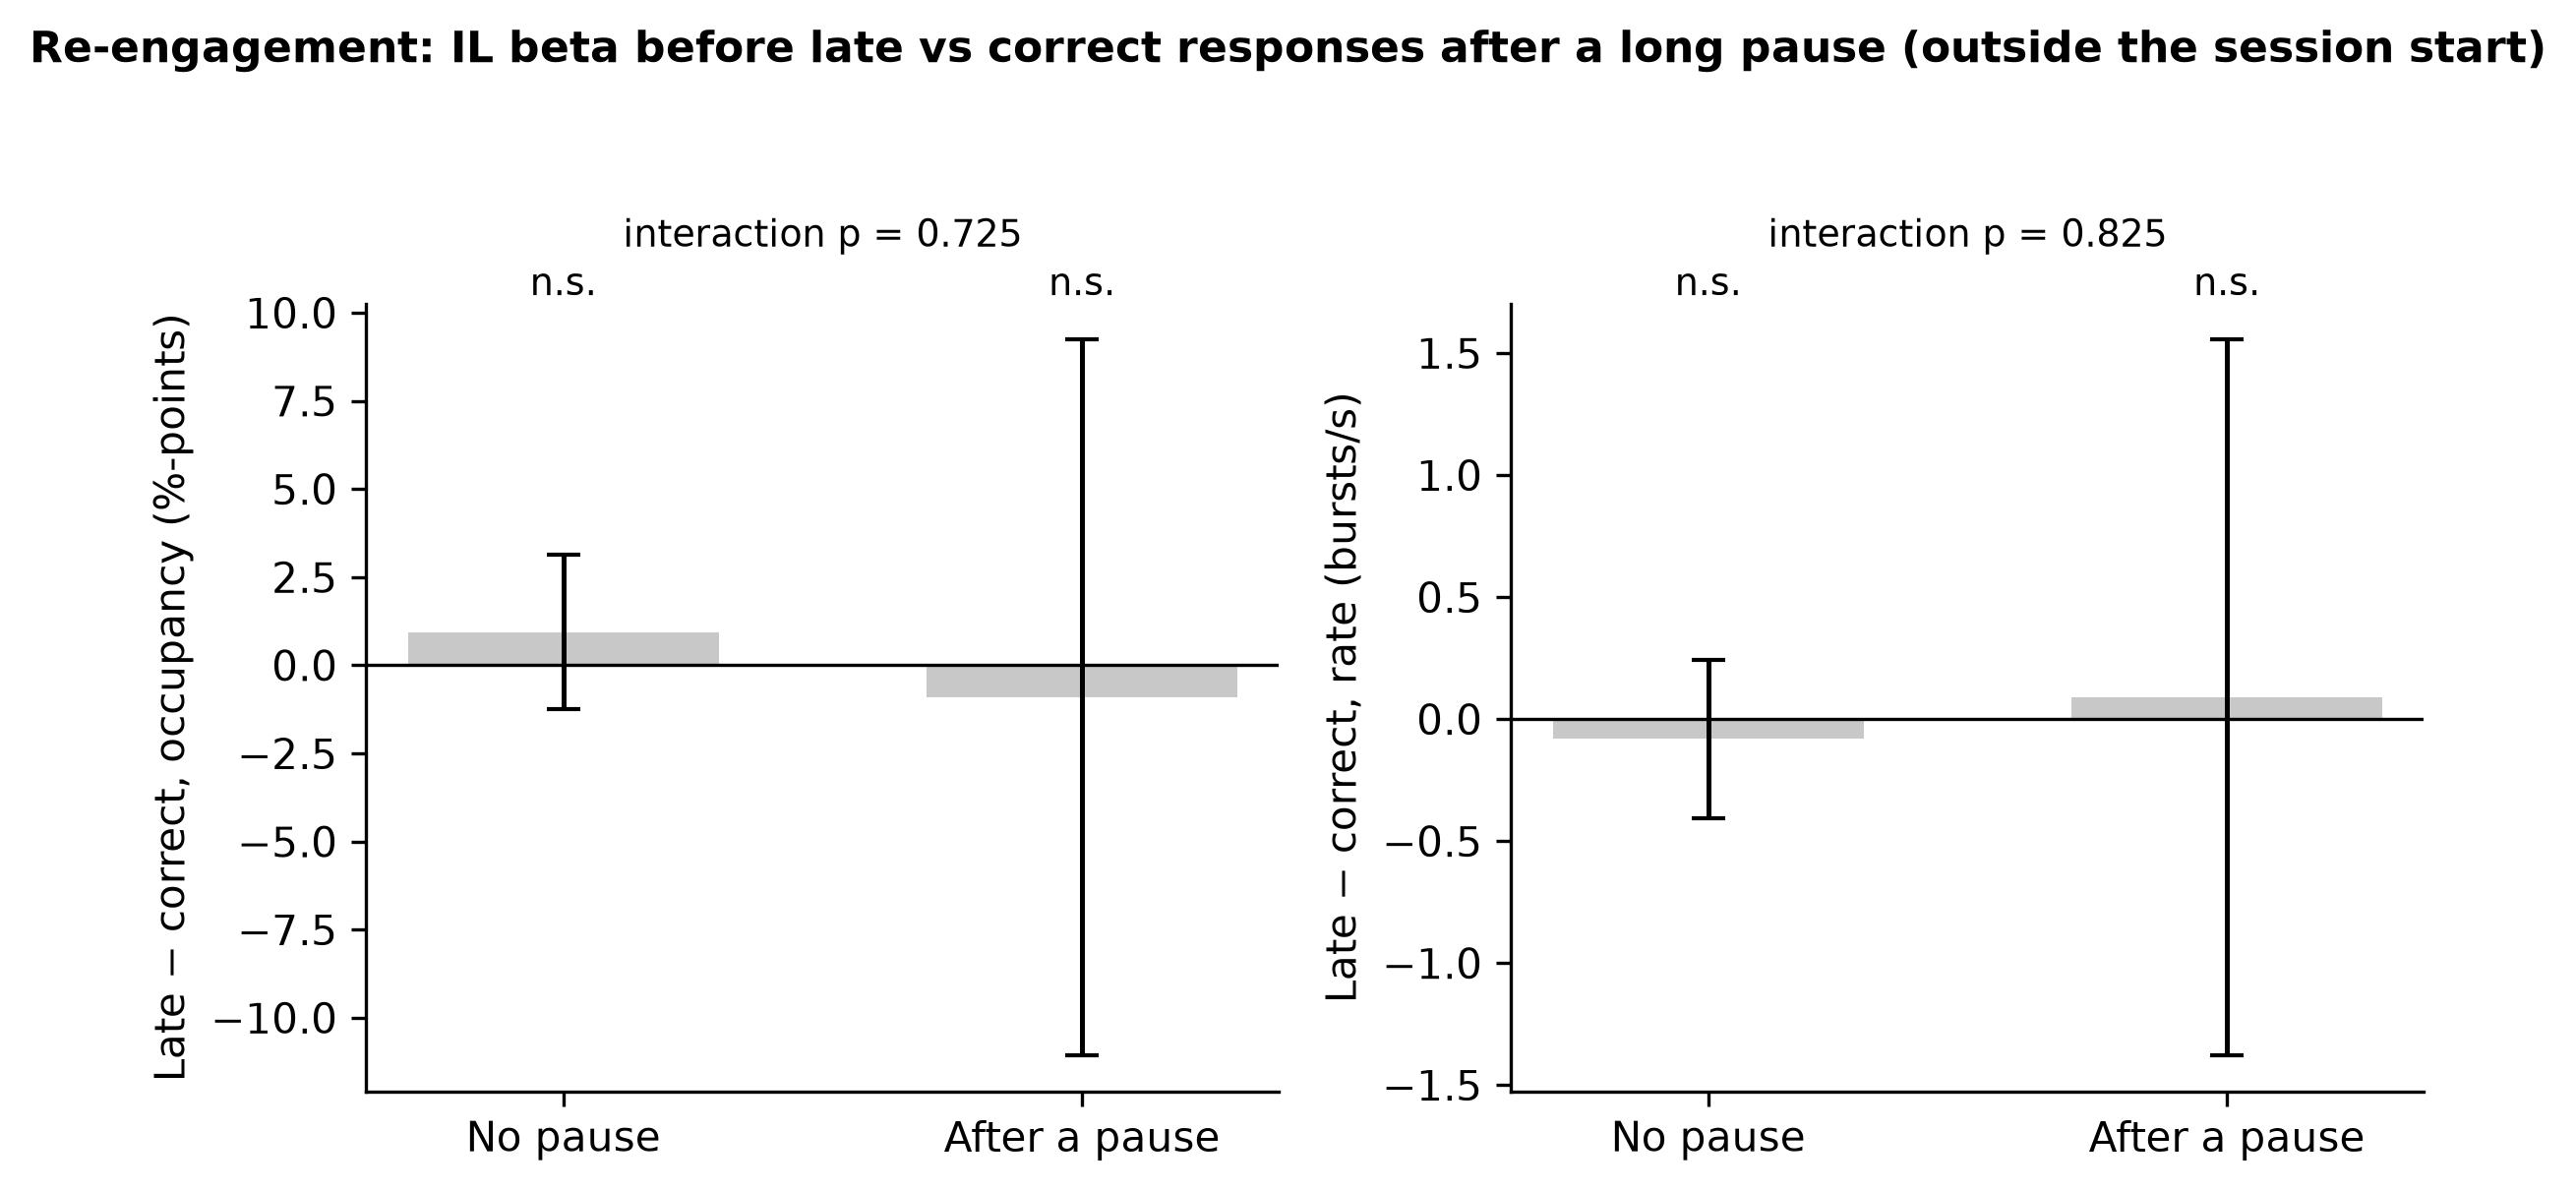 Re-engagement: IL beta before late vs correct responses after a long pause (outside the session start)
interaction p = 0.725
n.s.
n.s.
Late − correct, occupancy (%-points)
10.0
7.5
5.0
2.5
0.0
−2.5
−5.0
−7.5
−10.0
No pause
After a pause
interaction p = 0.825
n.s.
n.s.
Late − correct, rate (bursts/s)
1.5
1.0
0.5
0.0
−0.5
−1.0
−1.5
No pause
After a pause